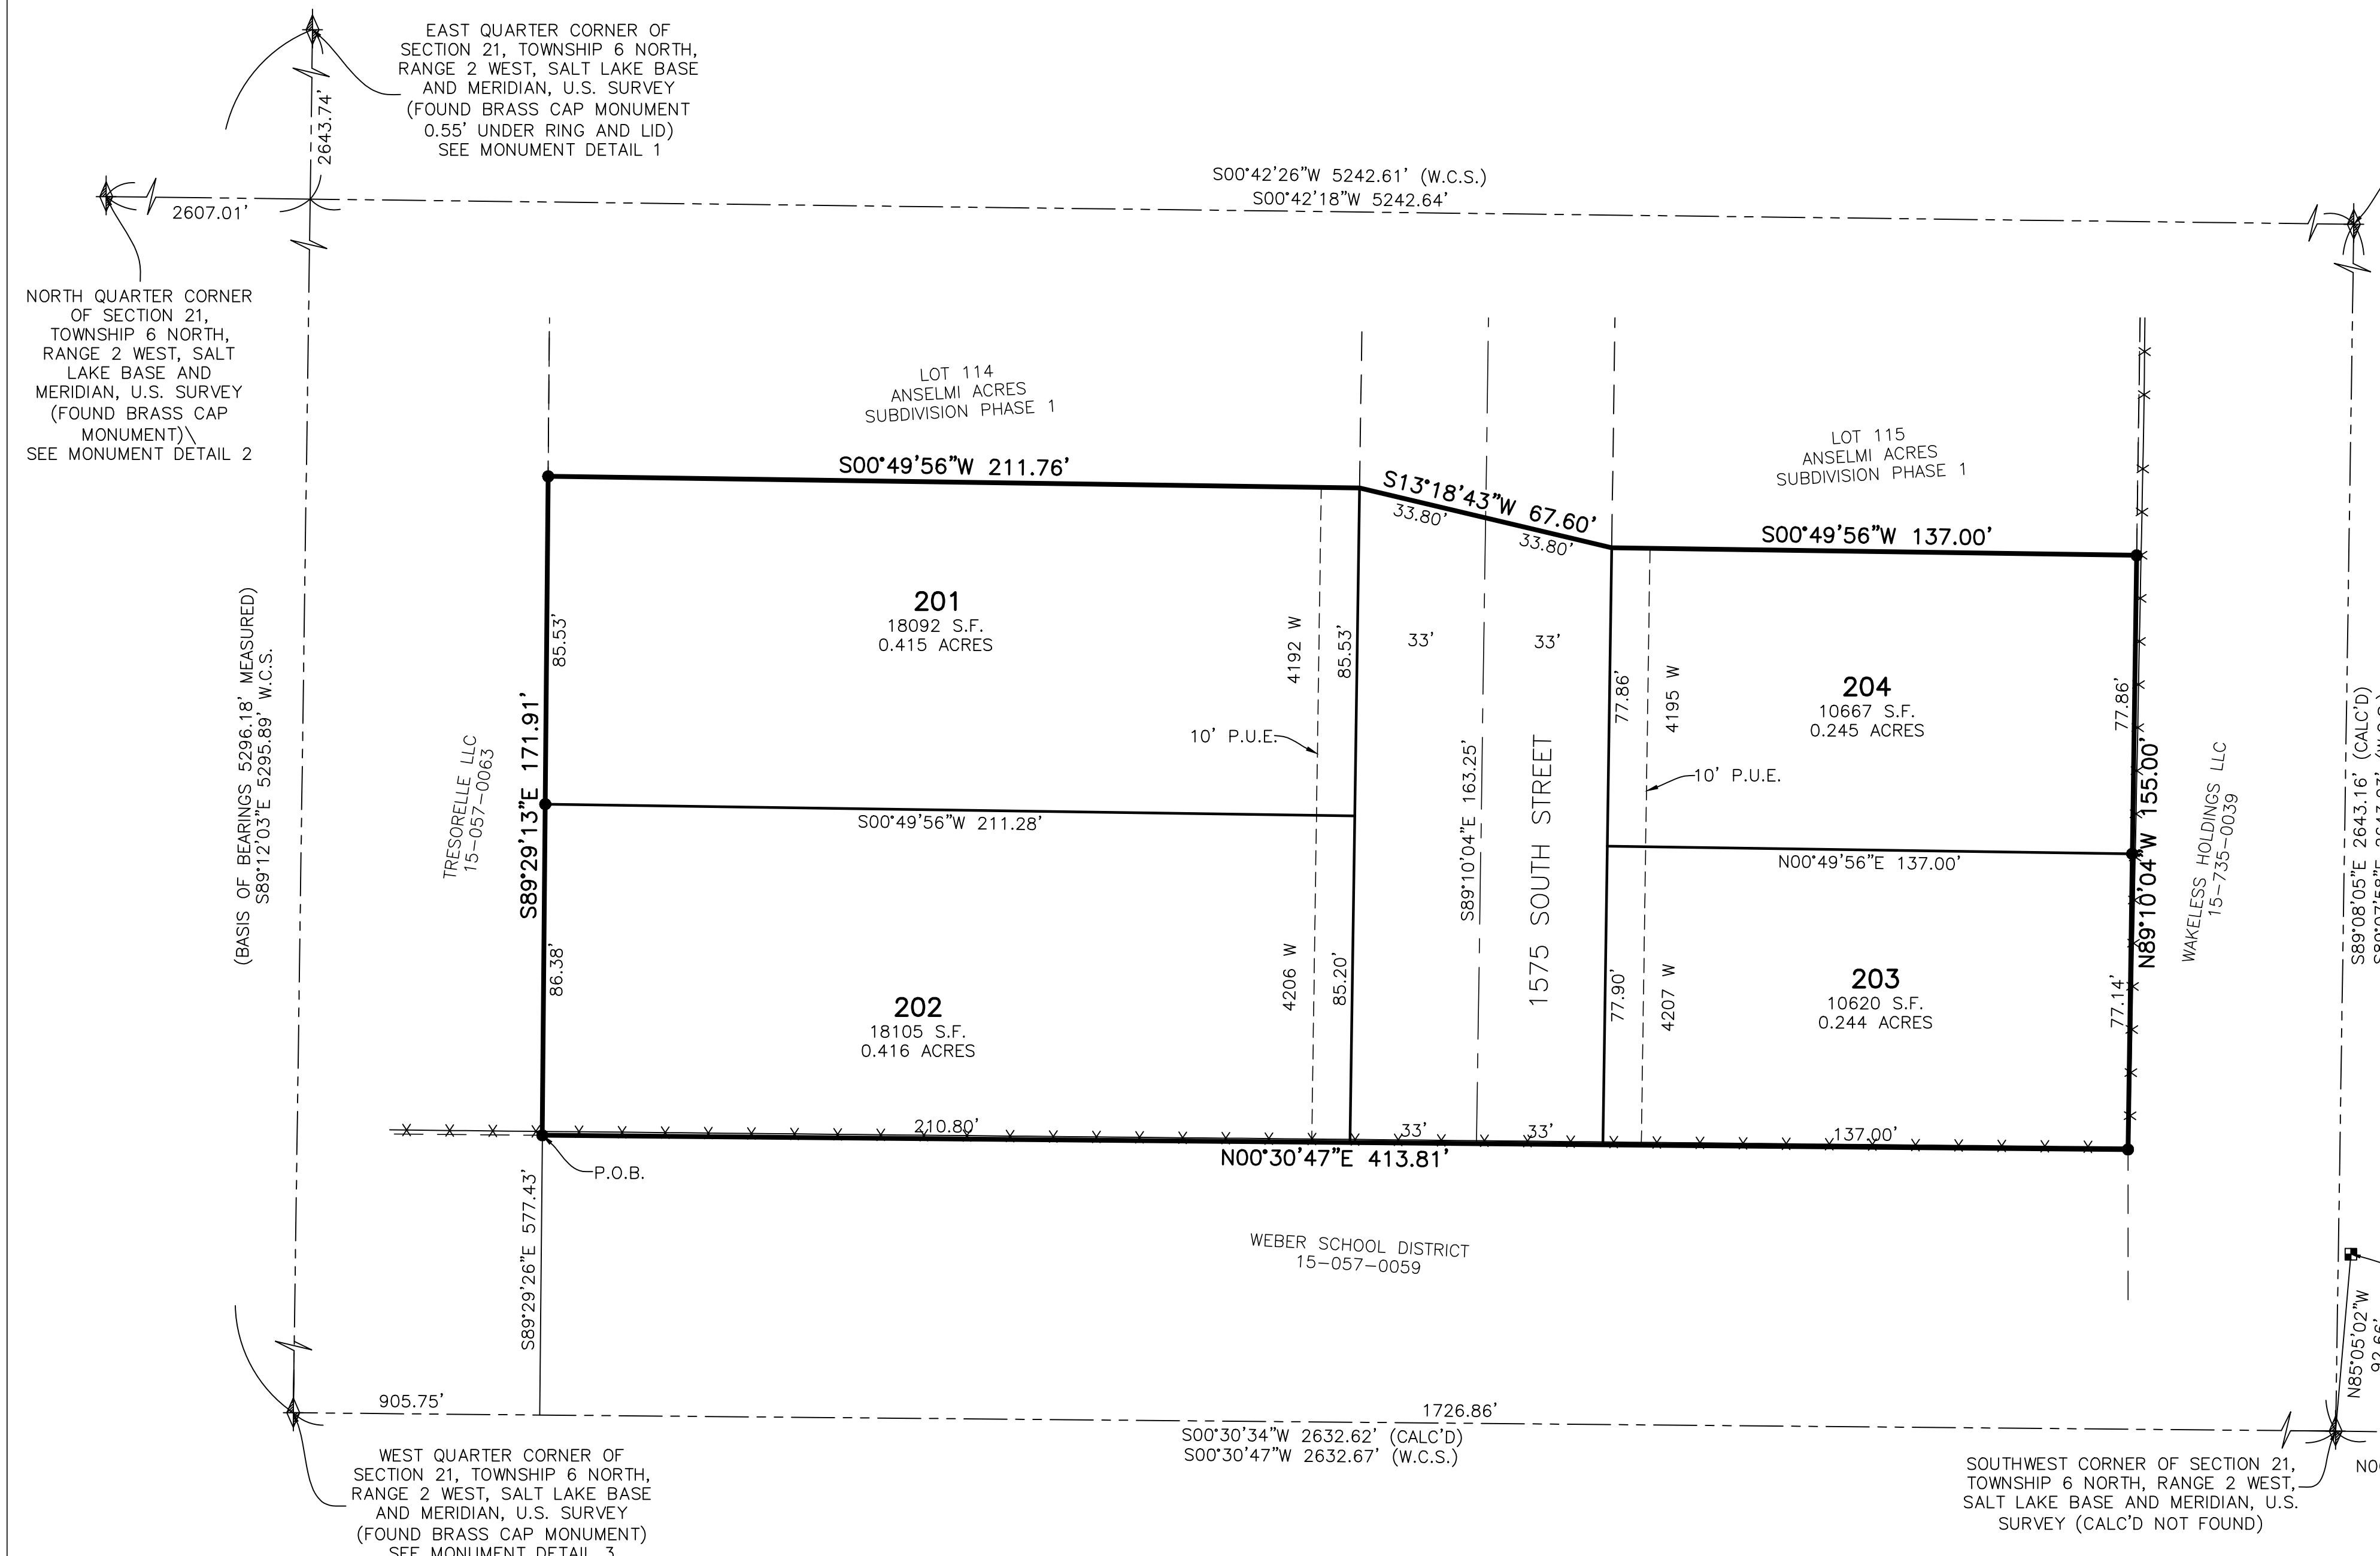 EAST QUARTER CORNER OF
SECTION 21, TOWNSHIP 6 NORTH,
RANGE 2 WEST, SALT LAKE BASE
AND MERIDIAN, U.S. SURVEY
(FOUND BRASS CAP MONUMENT
0.55' UNDER RING AND LID)
SEE MONUMENT DETAIL 1
2643.74'
2607.01'
S00°42'26"W 5242.61' (W.C.S.)
S00°42'18"W 5242.64'
NORTH QUARTER CORNER
OF SECTION 21,
TOWNSHIP 6 NORTH,
RANGE 2 WEST, SALT
LAKE BASE AND
MERIDIAN, U.S. SURVEY
(FOUND BRASS CAP
MONUMENT)\
SEE MONUMENT DETAIL 2
LOT 114
ANSELMI ACRES
SUBDIVISION PHASE 1
LOT 115
ANSELMI ACRES
SUBDIVISION PHASE 1
S00°49'56"W 211.76'
S13°18'43"W 67.60'
33.80'
33.80'
S00°49'56"W 137.00'
(BASIS OF BEARINGS 5296.18' MEASURED)
S89°12'03"E 5295.89' W.C.S.
TRESORELLE LLC
15-057-0063
S89°29'13"E 171.91'
85.53'
86.38'
201
18092 S.F.
0.415 ACRES
4192 W
85.53'
10' P.U.E.
S00°49'56"W 211.28'
202
18105 S.F.
0.416 ACRES
4206 W
85.20'
33'
33'
S89°10'04"E 163.25'
1575 SOUTH STREET
77.86'
4195 W
10' P.U.E.
204
10667 S.F.
0.245 ACRES
77.86'
N00°49'56"E 137.00'
77.90'
4207 W
203
10620 S.F.
0.244 ACRES
77.14'
N89°10'04"W 155.00'
WAKELESS HOLDINGS LLC
15-735-0039
S89°08'05"E 2643.16' (CALC'D)
210.80'
33'
33'
137.00'
N00°30'47"E 413.81'
P.O.B.
S89°29'26"E 577.43'
WEBER SCHOOL DISTRICT
15-057-0059
N85°05'02"W
92.66'
905.75'
1726.86'
S00°30'34"W 2632.62' (CALC'D)
S00°30'47"W 2632.67' (W.C.S.)
WEST QUARTER CORNER OF
SECTION 21, TOWNSHIP 6 NORTH,
RANGE 2 WEST, SALT LAKE BASE
AND MERIDIAN, U.S. SURVEY
(FOUND BRASS CAP MONUMENT)
SEE MONUMENT DETAIL 3
SOUTHWEST CORNER OF SECTION 21,
TOWNSHIP 6 NORTH, RANGE 2 WEST,
SALT LAKE BASE AND MERIDIAN, U.S.
SURVEY (CALC'D NOT FOUND)